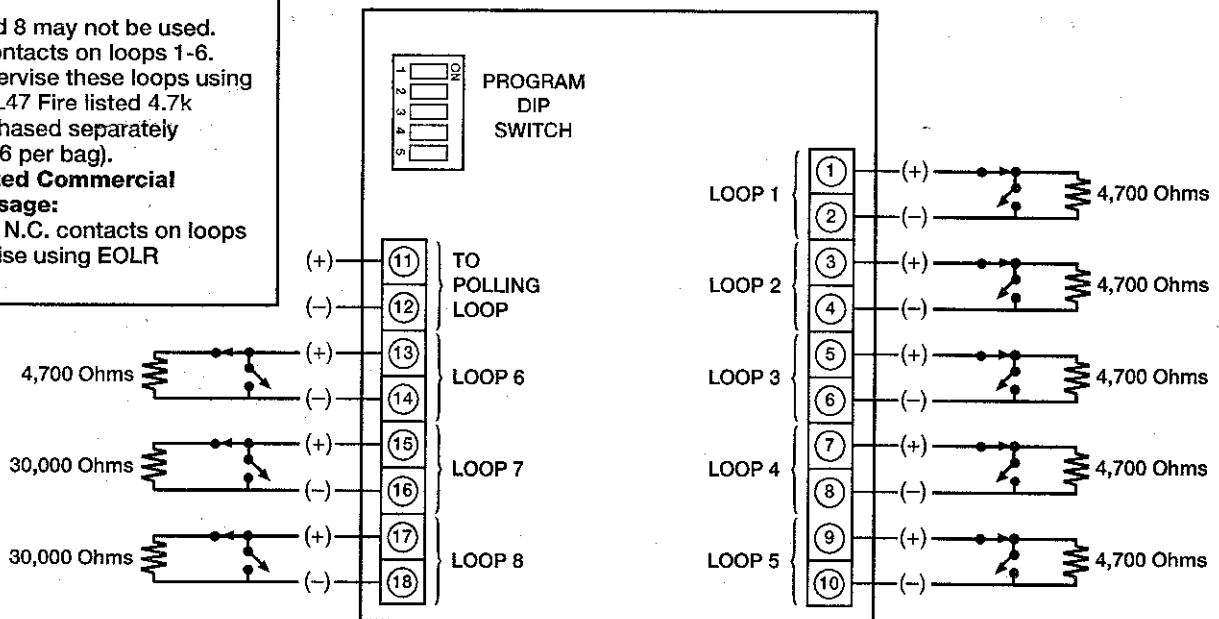 d 8 may not be used.
ontacts on loops 1-6.
ervise these loops using
L47 Fire listed 4.7k
hased separately
6 per bag).
ed Commercial
sage:
N.C. contacts on loops
ise using EOLR
ON
1
2
3
4
5
PROGRAM
DIP
SWITCH
(+) 11 TO
POLLING
(−) 12 LOOP
4,700 Ohms (+) 13
LOOP 6
(−) 14
30,000 Ohms (+) 15
LOOP 7
(−) 16
30,000 Ohms (+) 17
LOOP 8
(−) 18
LOOP 1 1 (+) 4,700 Ohms
2 (−)
LOOP 2 3 (+) 4,700 Ohms
4 (−)
LOOP 3 5 (+) 4,700 Ohms
6 (−)
LOOP 4 7 (+) 4,700 Ohms
8 (−)
LOOP 5 9 (+) 4,700 Ohms
10 (−)